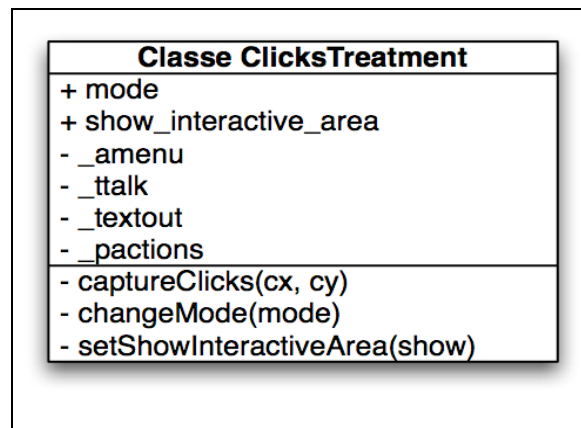 Classe ClicksTreatment
+ mode
+ show_interactive_area
- _amenu
- _ttalk
- _textout
- _pactions
- captureClicks(cx, cy)
- changeMode(mode)
- setShowInteractiveArea(show)